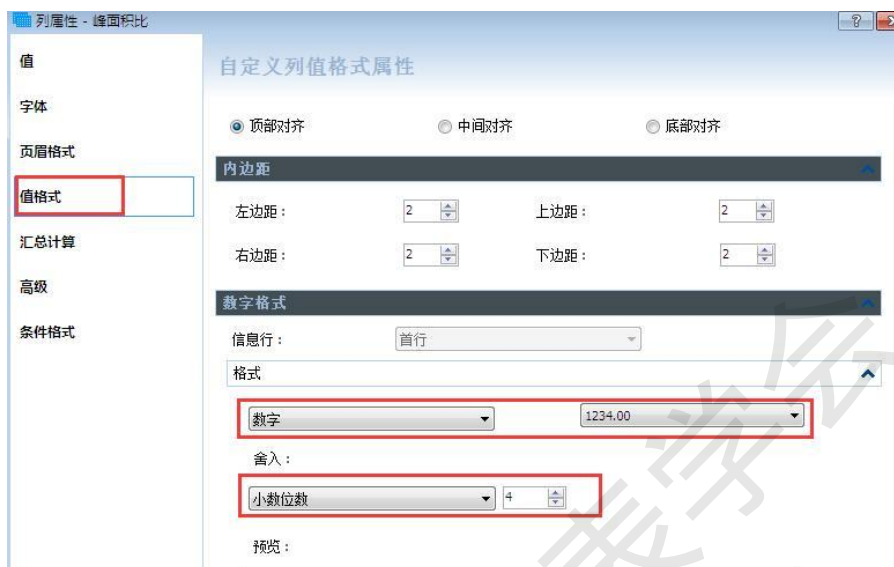 列属性 - 峰面积比
值
字体
页眉格式
值格式
汇总计算
高级
条件格式
自定义列值格式属性
顶部对齐 中间对齐 底部对齐
内边距
左边距： 2 上边距： 2
右边距： 2 下边距： 2
数字格式
信息行： 首行
格式
数字 1234.00
舍入：
小数位数 4
预览：
表学会